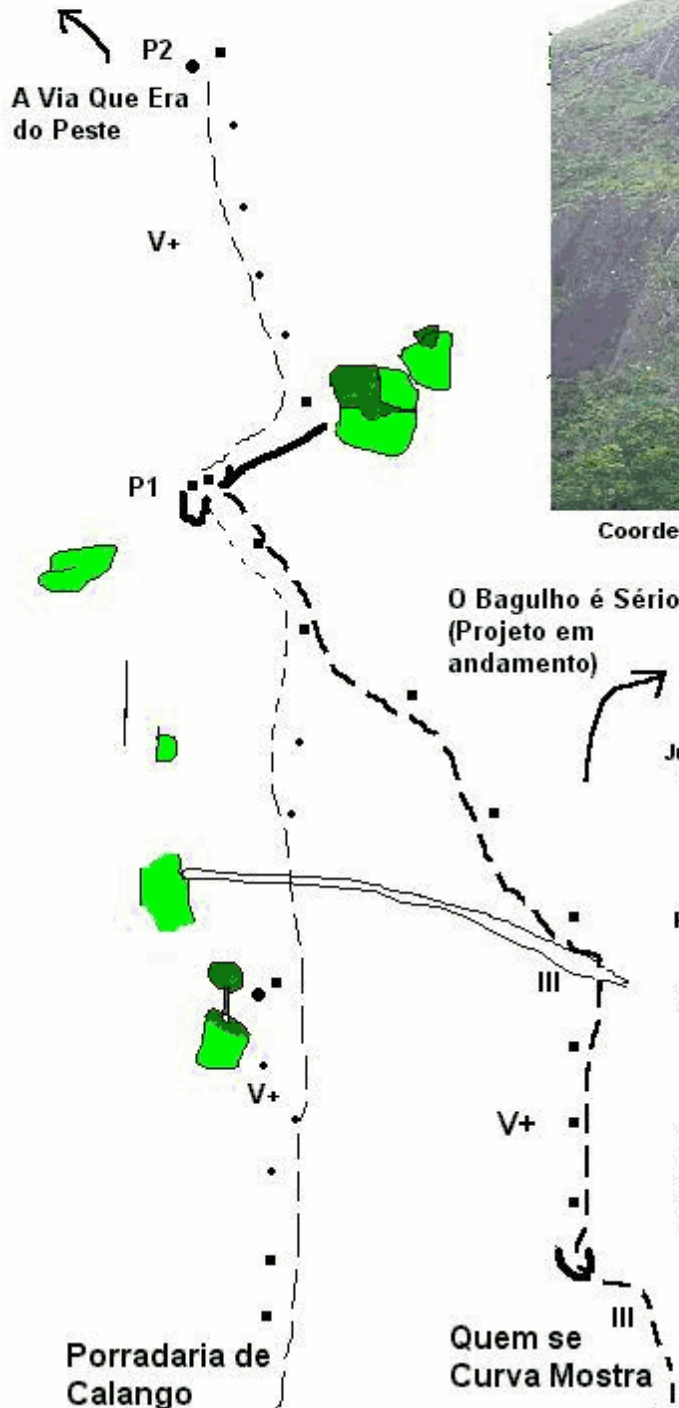 P2
A Via Que Era
do Peste
V+
P1
Coorde
O Bagulho é Sério
(Projeto em
andamento)
III
V+
V+
III
Porradaria de
Calango
Quem se
Curva Mostra